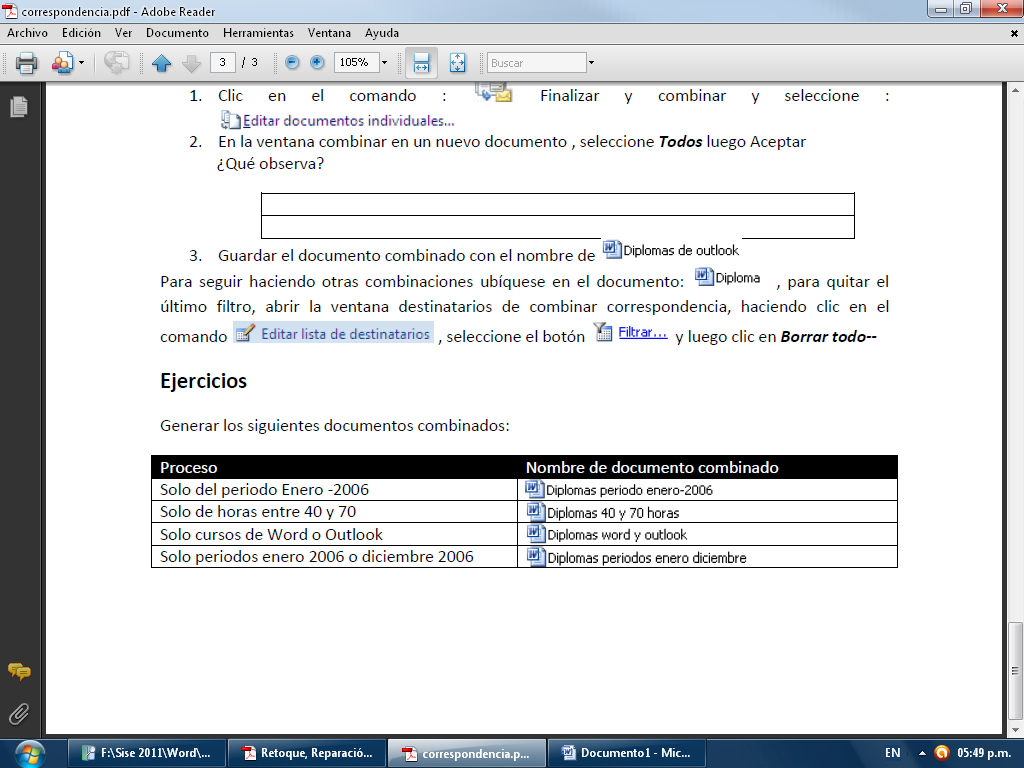 correspondencia.pdf - Adobe Reader
Archivo Edición Ver Documento Herramientas Ventana Ayuda
3 / 3 105% Buscar
1. Clic en el comando : Finalizar y combinar y seleccione :
Editar documentos individuales...
2. En la ventana combinar en un nuevo documento , seleccione Todos luego Aceptar
¿Qué observa?
3. Guardar el documento combinado con el nombre de Diplomas de outlook
Para seguir haciendo otras combinaciones ubíquese en el documento: Diploma , para quitar el
último filtro, abrir la ventana destinatarios de combinar correspondencia, haciendo clic en el
comando Editar lista de destinatarios , seleccione el botón Filtrar... y luego clic en Borrar todo--
Ejercicios
Generar los siguientes documentos combinados:
Proceso Nombre de documento combinado
Solo del periodo Enero -2006 Diplomas periodo enero-2006
Solo de horas entre 40 y 70 Diplomas 40 y 70 horas
Solo cursos de Word o Outlook Diplomas word y outlook
Solo periodos enero 2006 o diciembre 2006 Diplomas periodos enero diciembre
F:\Sise 2011\Word\... Retoque, Reparació... correspondencia.p... Documento1 - Mic... EN 05:49 p.m.